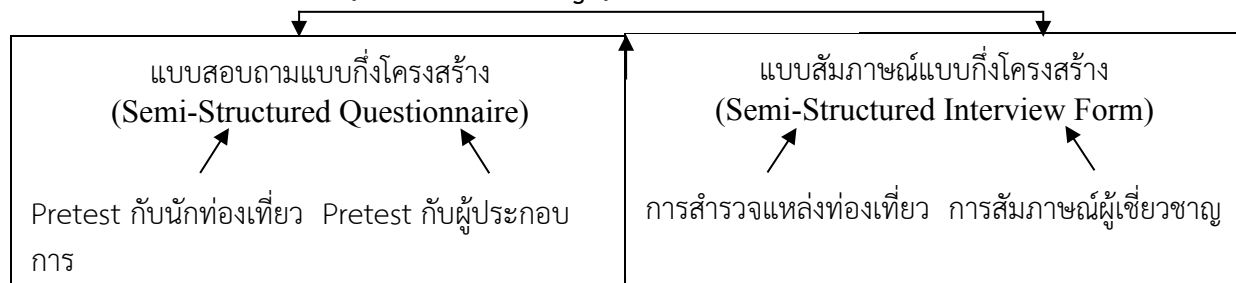 แบบสอบถามแบบกึ่งโครงสร้าง
(Semi-Structured Questionnaire)
Pretest กับนักท่องเที่ยว Pretest กับผู้ประกอบ
การ
แบบสัมภาษณ์แบบกึ่งโครงสร้าง
(Semi-Structured Interview Form)
การสำรวจแหล่งท่องเที่ยว การสัมภาษณ์ผู้เชี่ยวชาญ